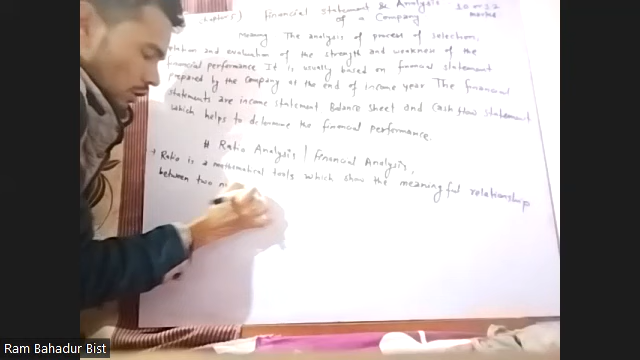 Financial statement & Analysis 10 or 12
of a Company marks
meaning The analysis of process of selection,
and evaluation of the strength and weakness of the
financial performance It is usually based on financial statement
prepared by the Company at the end of income year The financial
statements are income statement Balance sheet and Cash flow statement
which helps to determine the financial performance.
# Ratio Analysis | Financial Analysis,
+ Ratio is a mathematical tools which show the meaningful relationship
between two
Ram Bahadur Bist